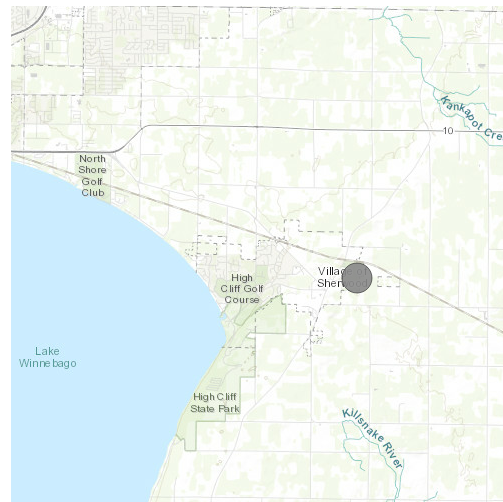 Kankapot Cre
10
North
Shore
Golf
Club
Village of
Sherwood
High
Cliff Golf
Course
Lake
Winnebago
High Cliff
State Park
Killsnake River